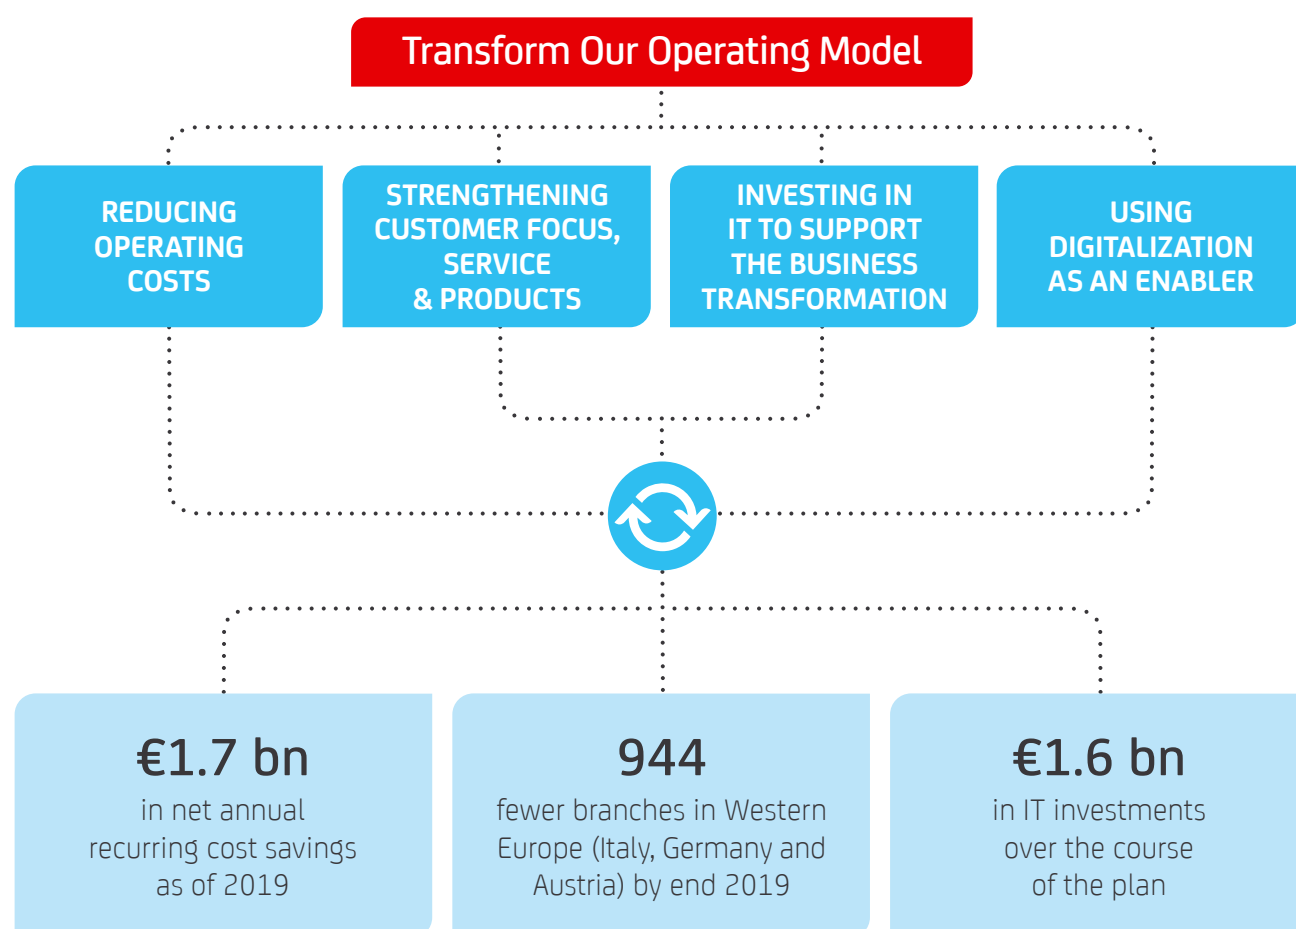 Transform Our Operating Model
REDUCING
OPERATING
COSTS
STRENGTHENING
CUSTOMER FOCUS,
SERVICE
& PRODUCTS
INVESTING IN
IT TO SUPPORT
THE BUSINESS
TRANSFORMATION
USING
DIGITALIZATION
AS AN ENABLER
€1.7 bn
in net annual
recurring cost savings
as of 2019
944
fewer branches in Western
Europe (Italy, Germany and
Austria) by end 2019
€1.6 bn
in IT investments
over the course
of the plan